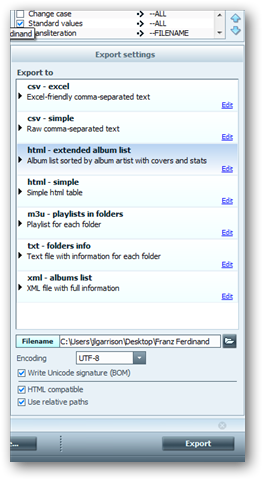 Change case --ALL
Standard values --ALL
dinand
ansliteration --FILENAME
Export settings
Export to
csv - excel
Excel-friendly comma-separated text
Edit
csv - simple
Raw comma-separated text
Edit
html - extended album list
Album list sorted by album artist with covers and stats
Edit
html - simple
Simple html table
Edit
m3u - playlists in folders
Playlist for each folder
Edit
txt - folders info
Text file with information for each folder
Edit
xml - albums list
XML file with full information
Edit
Filename C:\Users\jlgarrison\Desktop\Franz Ferdinand
Encoding UTF-8
Write Unicode signature (BOM)
HTML compatible
Use relative paths
e... Export